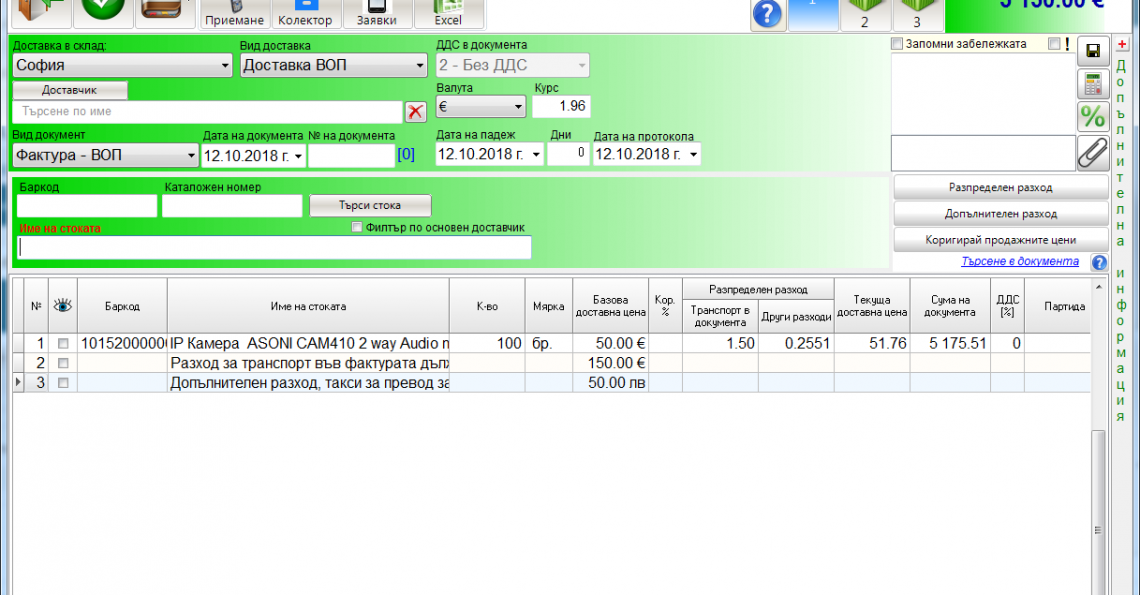 Приемане Колектор Заявки Excel
1 2 3
5 150.00 €
Доставка в склад: Вид доставка ДДС в документа
София Доставка ВОП 2 - Без ДДС
Доставчик Валута Курс
Търсене по име € 1.96
Вид документ Дата на документа № на документа Дата на падеж Дни Дата на протокола
Фактура - ВОП 12.10.2018 г. [0] 12.10.2018 г. 0 12.10.2018 г.
Запомни забележката !
Допълнителна информация
Баркод Каталожен номер
Търси стока
Име на стоката Филтър по основен доставчик
Разпределен разход
Допълнителен разход
Коригирай продажните цени
Търсене в документа
№ Баркод Име на стоката К-во Мярка Базова доставна цена Кор. % Разпределен разход Транспорт в документа Други разходи Текуща доставна цена Сума на документа ДДС [%] Партида
1 10152000000 IP Камера ASONI CAM410 2 way Audio 100 бр. 50.00 € 1.50 0.2551 51.76 5 175.51 0
2 Разход за транспорт във фактурата 150.00 €
3 Допълнителен разход, такси за превод 50.00 лв